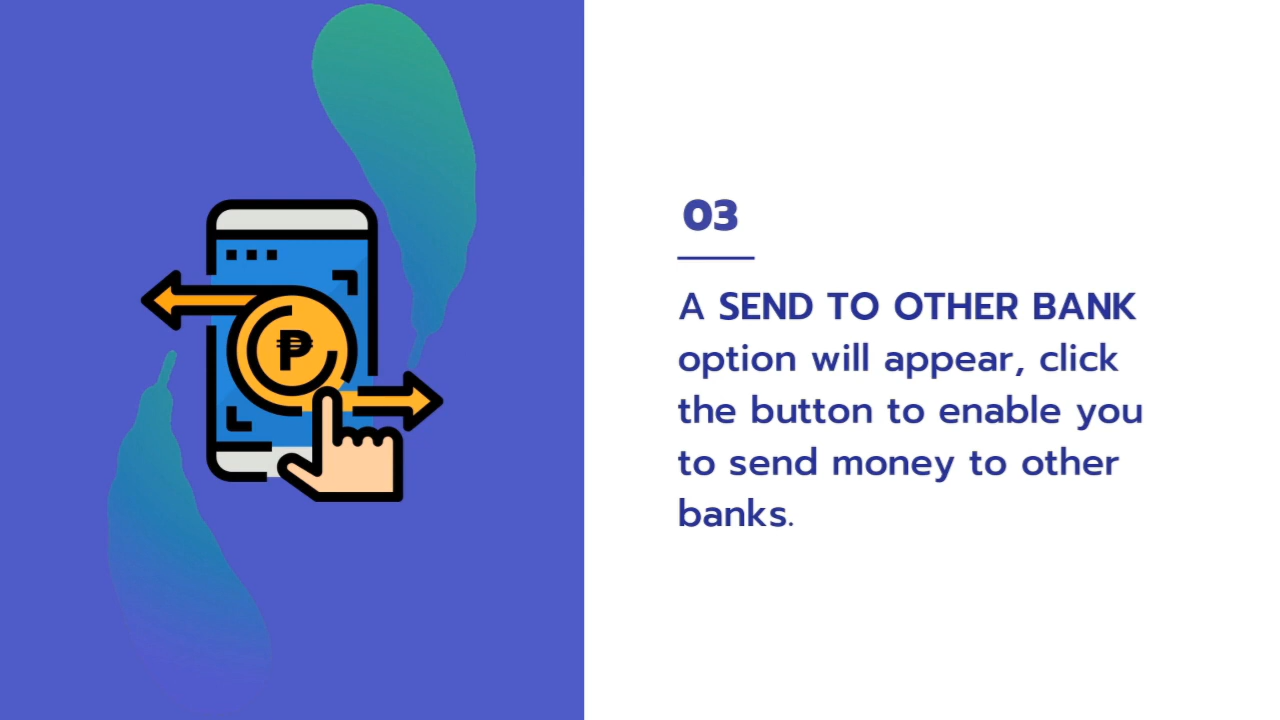 03
A SEND TO OTHER BANK
option will appear, click
the button to enable you
to send money to other
banks.
₱